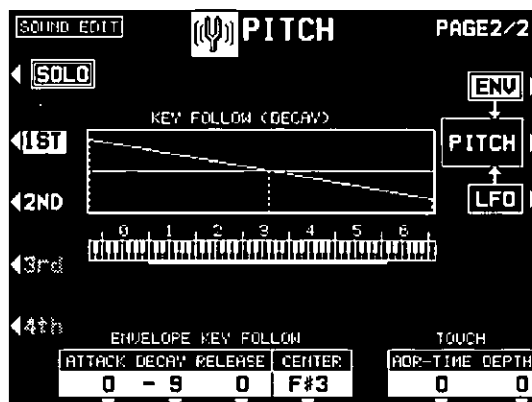 SOUND EDIT PITCH PAGE2/2
SOLO
ENV
KEY FOLLOW (DECAY)
1ST PITCH
2ND LFO
0 1 2 3 4 5 6
3rd
4th
ENVELOPE KEY FOLLOW TOUCH
ATTACK DECAY RELEASE CENTER ADR-TIME DEPTH
0 - 9 0 F#3 0 0